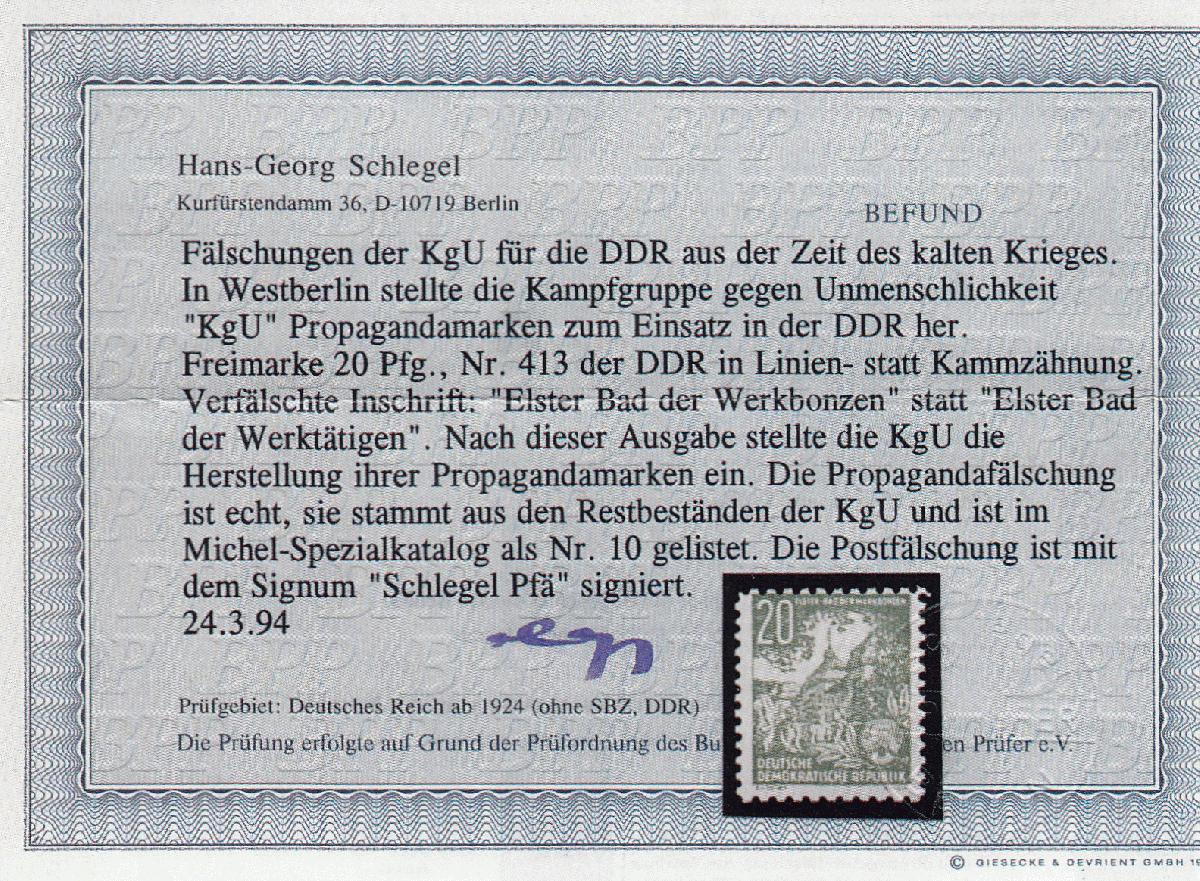 Hans-Georg Schlegel
Kurfürstendamm 36, D-10719 Berlin
BEFUND
Fälschungen der KgU für die DDR aus der Zeit des kalten Krieges.
In Westberlin stellte die Kampfgruppe gegen Unmenschlichkeit
"KgU" Propagandamarken zum Einsatz in der DDR her.
Freimarke 20 Pfg., Nr. 413 der DDR in Linien- statt Kammzähnung.
Verfälschte Inschrift: "Elster Bad der Werkbonzen" statt "Elster Bad
der Werktätigen". Nach dieser Ausgabe stellte die KgU die
Herstellung ihrer Propagandamarken ein. Die Propagandafälschung
ist echt, sie stammt aus den Restbeständen der KgU und ist im
Michel-Spezialkatalog als Nr. 10 gelistet. Die Postfälschung ist mit
dem Signum "Schlegel Pfä" signiert.
24.3.94
20
ELSTER · BAD DER WERKBONZEN
DEUTSCHE
DEMOKRATISCHE REPUBLIK
Prüfgebiet: Deutsches Reich ab 1924 (ohne SBZ, DDR)
Die Prüfung erfolgte auf Grund der Prüfordnung des Bu en Prüfer e.V.
© GIESECKE & DEVRIENT GMBH 19